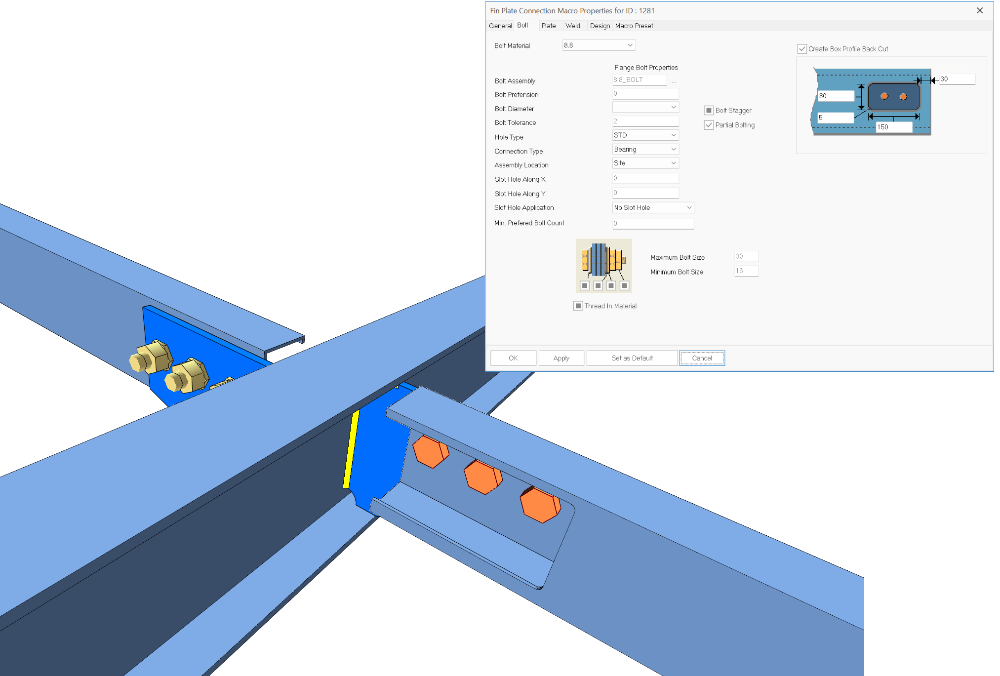 Fin Plate Connection Macro Properties for ID : 1281
General Bolt Plate Weld Design Macro Preset
Bolt Material 8.8
Create Box Profile Back Cut
Flange Bolt Properties
Bolt Assembly 8.8_BOLT ...
Bolt Pretension 0
Bolt Diameter
Bolt Tolerance 2
Hole Type STD
Connection Type Bearing
Assembly Location Site
Slot Hole Along X 0
Slot Hole Along Y 0
Slot Hole Application No Slot Hole
Min. Prefered Bolt Count 0
Bolt Stagger
Partial Bolting
30
80
5
150
Maximum Bolt Size 30
Minimum Bolt Size 16
Thread In Material
OK Apply Set as Default Cancel